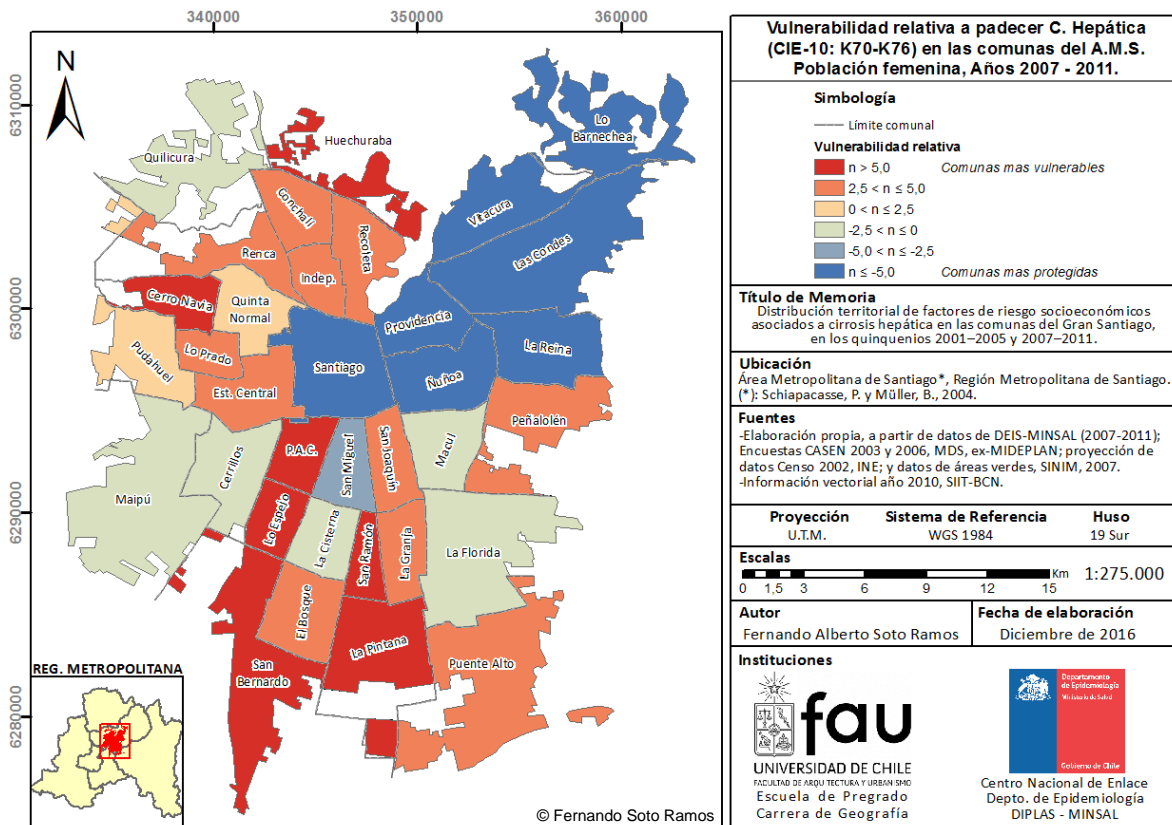 340000
350000
360000
6310000
6300000
6290000
6280000
N
Lo
Barnechea
Huechuraba
Quilicura
Vitacura
Conchalí
Recoleta
Las Condes
Renca
Indep.
Cerro Navia
Quinta
Normal
Providencia
La Reina
Pudahuel
Lo Prado
Santiago
Ñuñoa
Est. Central
Peñalolén
P.A.C.
San Miguel
San Joaquín
Macul
Cerrillos
Maipú
Lo Espejo
La Cisterna
San Ramón
La Granja
La Florida
El Bosque
La Pintana
San
Bernardo
Puente Alto
REG. METROPOLITANA
© Fernando Soto Ramos
Vulnerabilidad relativa a padecer C. Hepática
(CIE-10: K70-K76) en las comunas del A.M.S.
Población femenina, Años 2007 - 2011.
Simbología
Límite comunal
Vulnerabilidad relativa
n > 5,0 Comunas mas vulnerables
2,5 < n ≤ 5,0
0 < n ≤ 2,5
-2,5 < n ≤ 0
-5,0 < n ≤ -2,5
n ≤ -5,0 Comunas mas protegidas
Título de Memoria
Distribución territorial de factores de riesgo socioeconómicos
asociados a cirrosis hepática en las comunas del Gran Santiago,
en los quinquenios 2001–2005 y 2007–2011.
Ubicación
Área Metropolitana de Santiago*, Región Metropolitana de Santiago.
(*): Schiapacasse, P. y Müller, B., 2004.
Fuentes
-Elaboración propia, a partir de datos de DEIS-MINSAL (2007-2011);
Encuestas CASEN 2003 y 2006, MDS, ex-MIDEPLAN; proyección de
datos Censo 2002, INE; y datos de áreas verdes, SINIM, 2007.
-Información vectorial año 2010, SIIT-BCN.
Proyección Sistema de Referencia Huso
U.T.M. WGS 1984 19 Sur
Escalas
0 1,5 3 6 9 12 15 Km 1:275.000
Autor
Fernando Alberto Soto Ramos
Fecha de elaboración
Diciembre de 2016
Instituciones
fau
UNIVERSIDAD DE CHILE
FACULTAD DE ARQUITECTURA Y URBANISMO
Escuela de Pregrado
Carrera de Geografía
Departamento
de Epidemiología
Ministerio de Salud
Gobierno de Chile
Centro Nacional de Enlace
Depto. de Epidemiología
DIPLAS - MINSAL